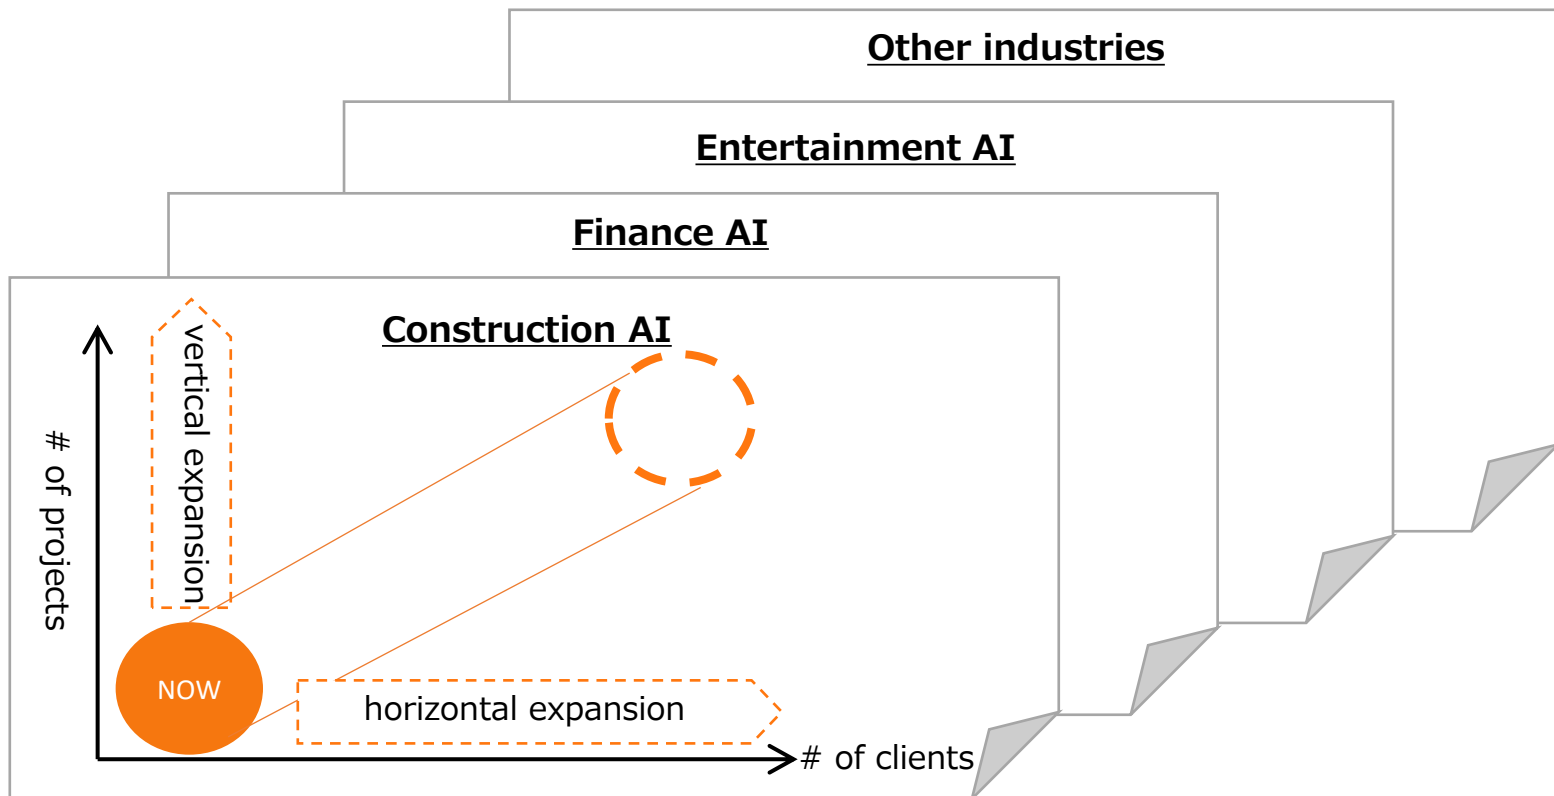 Other industries
Entertainment AI
Finance AI
Construction AI
vertical expansion
# of projects
NOW
horizontal expansion
# of clients